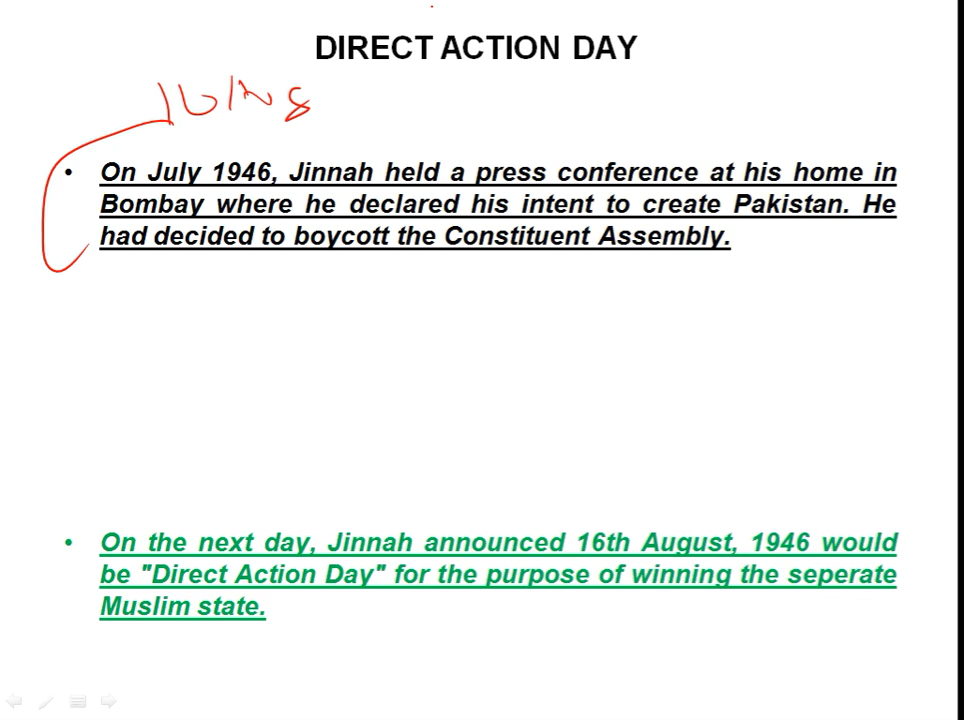 DIRECT ACTION DAY
• On July 1946, Jinnah held a press conference at his home in
Bombay where he declared his intent to create Pakistan. He
had decided to boycott the Constituent Assembly.
• On the next day, Jinnah announced 16th August, 1946 would
be "Direct Action Day" for the purpose of winning the seperate
Muslim state.